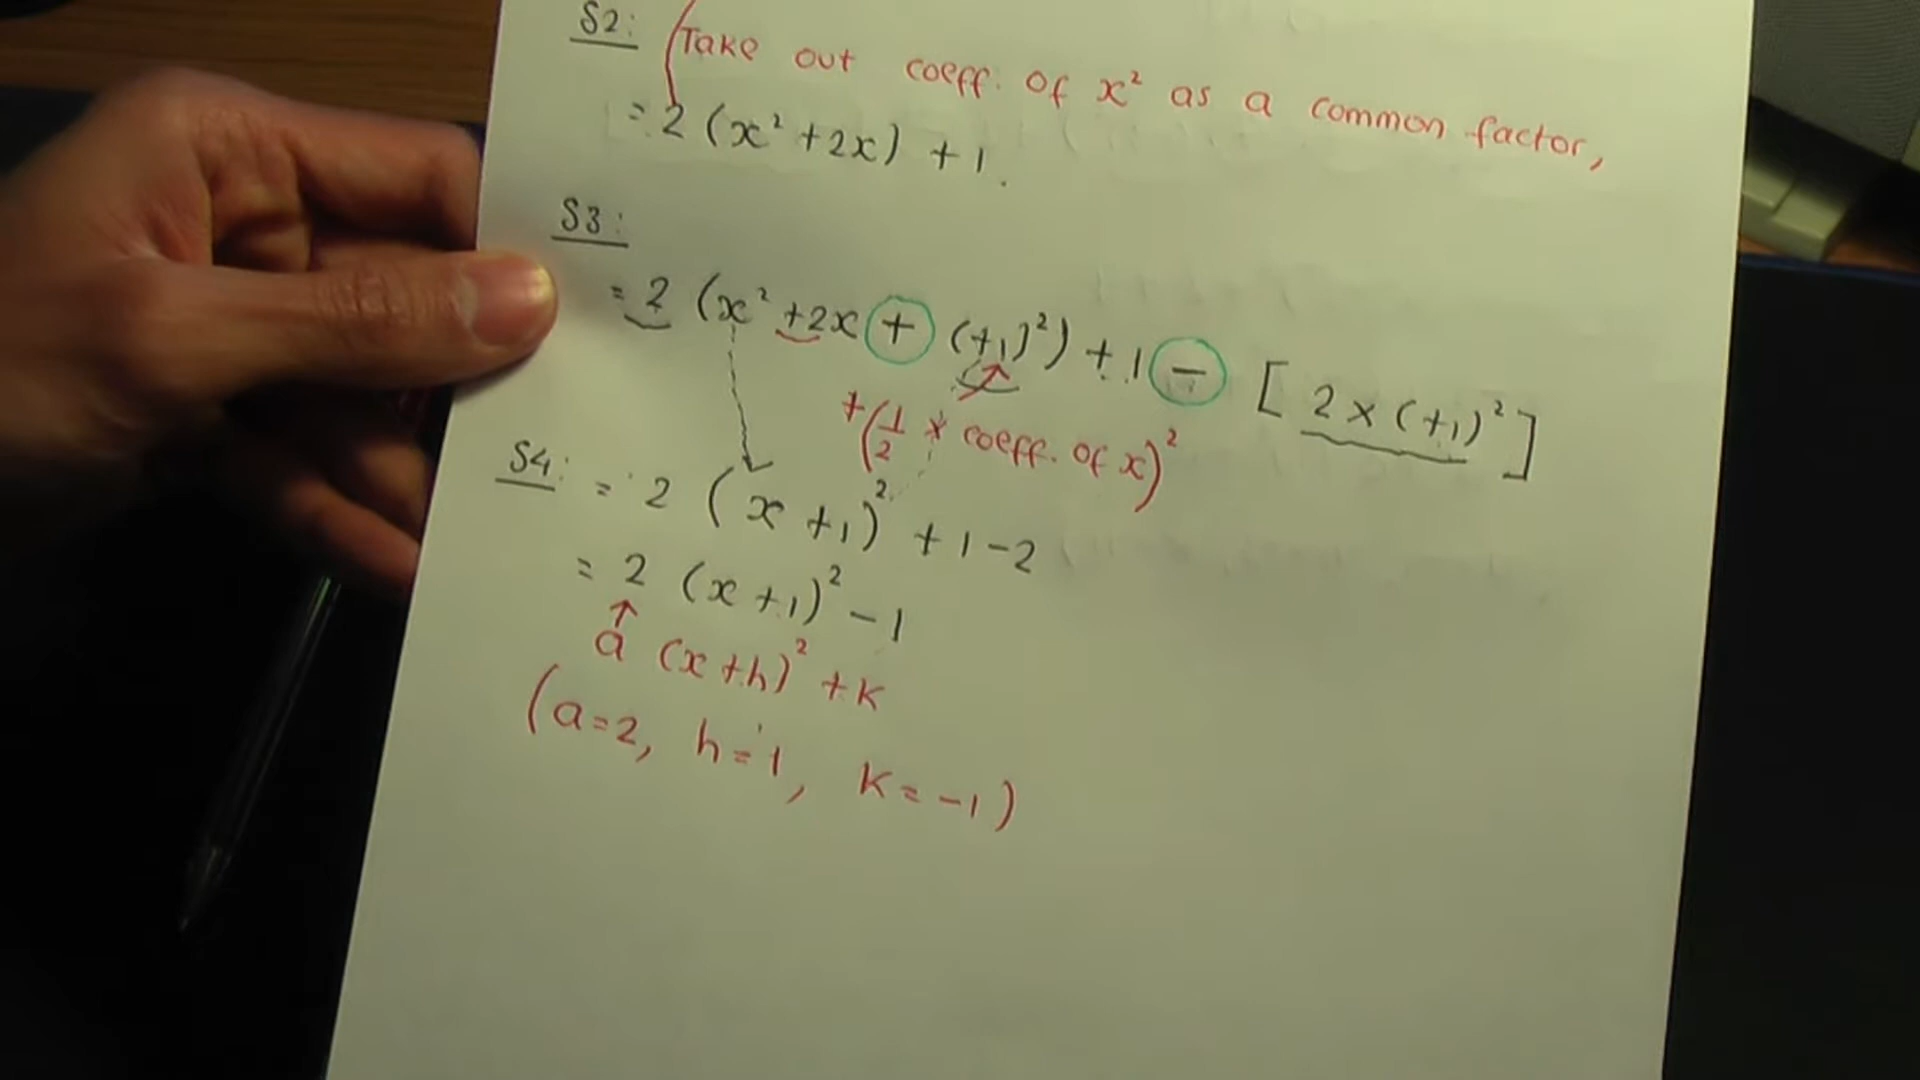 S2: Take out coeff. of x² as a common factor,
= 2 (x² + 2x) + 1.
S3:
= 2 (x² + 2x + (+1)²) + 1 - [ 2 × (+1)² ]
+(1/2 × coeff. of x)²
S4: = 2 (x + 1)² + 1 - 2
= 2 (x + 1)² - 1
a (x + h)² + k
(a = 2, h = 1, k = -1)